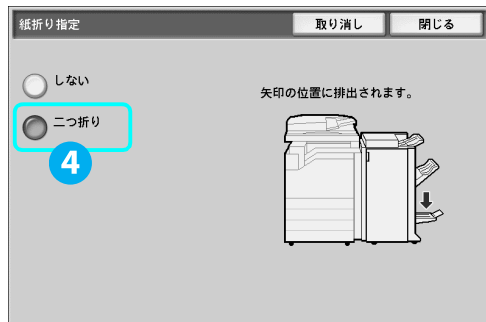 紙折り指定
取り消し
閉じる
しない
二つ折り
4
矢印の位置に排出されます。